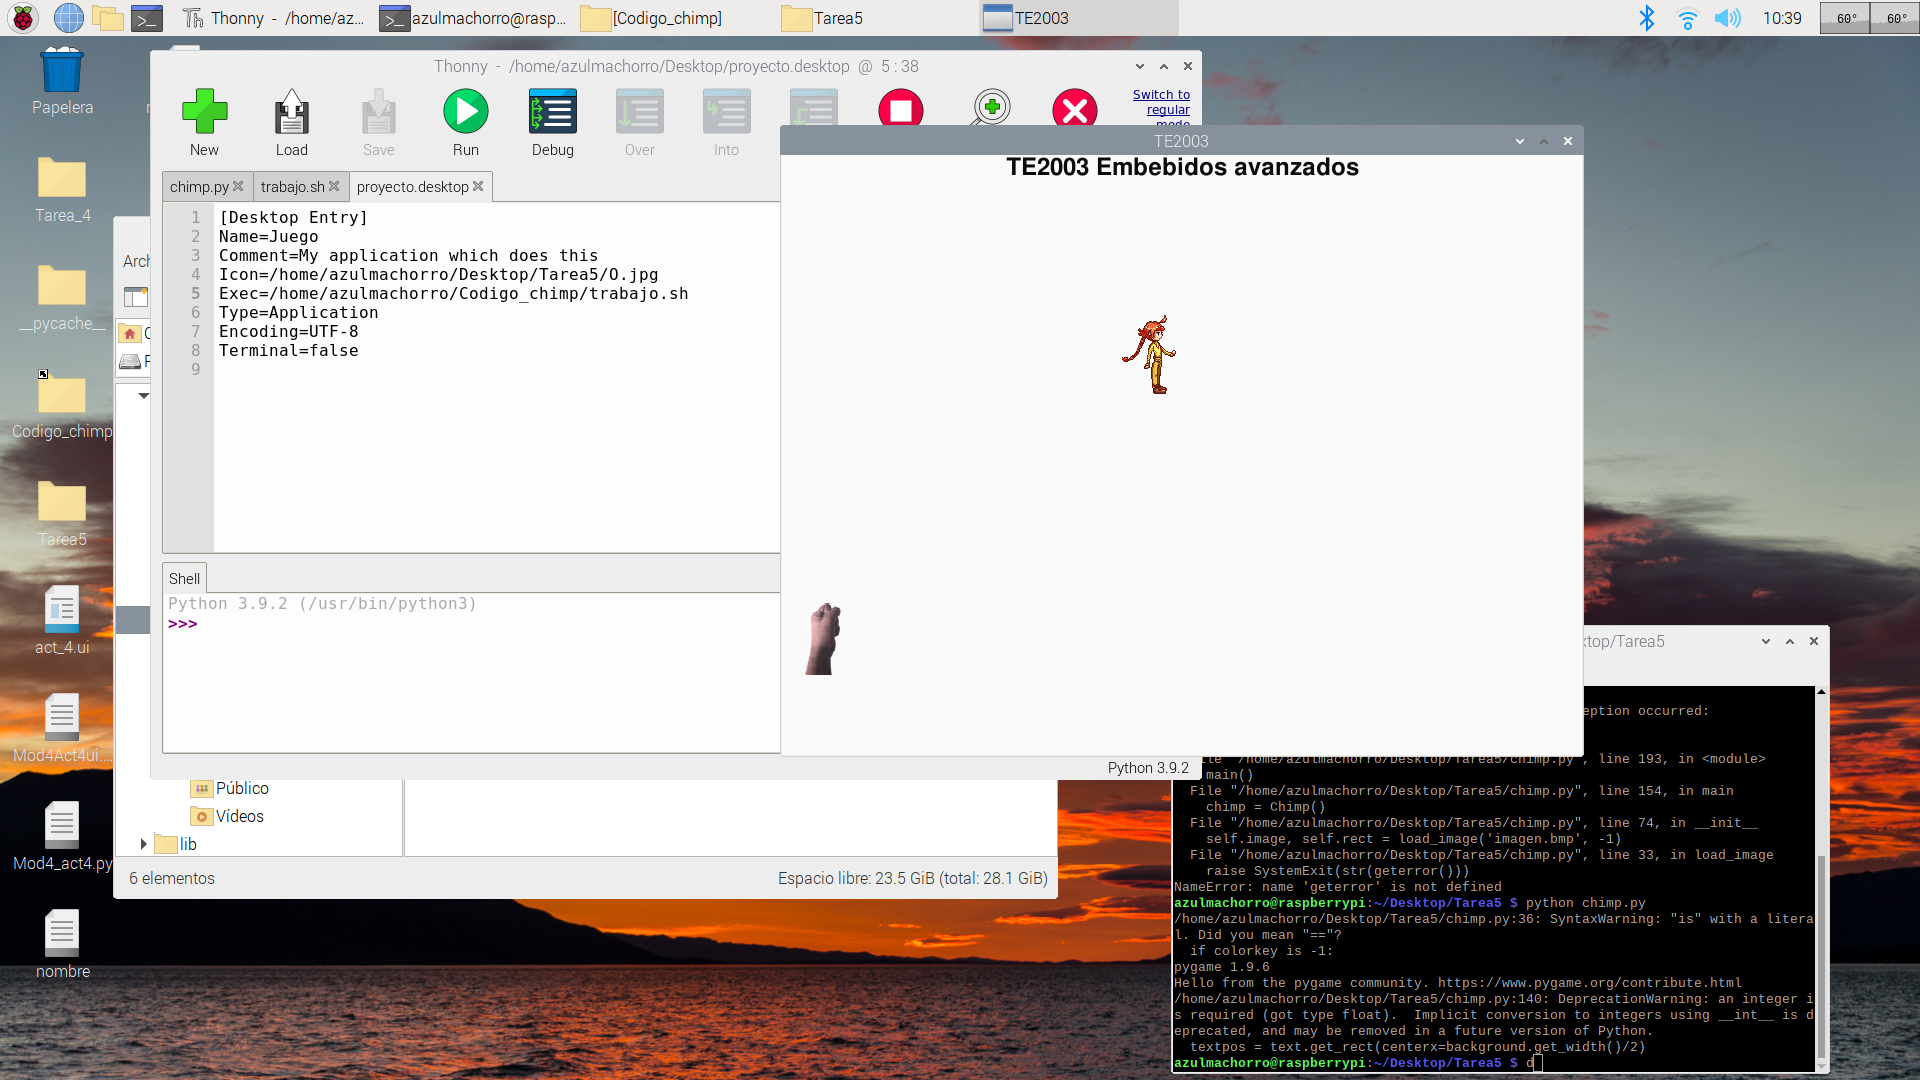 Thonny - /home/az...
azulmachorro@rasp...
[Codigo_chimp]
Tarea5
TE2003
10:39
60°
60°
Papelera
Tarea_4
__pycache__
Codigo_chimp
Tarea5
act_4.ui
Mod4Act4ui....
Mod4_act4.py
nombre
Thonny - /home/azulmachorro/Desktop/proyecto.desktop @ 5 : 38
New
Load
Save
Run
Debug
Over
Into
Switch to
regular
mode
chimp.py
trabajo.sh
proyecto.desktop
1 [Desktop Entry]
2 Name=Juego
3 Comment=My application which does this
4 Icon=/home/azulmachorro/Desktop/Tarea5/O.jpg
5 Exec=/home/azulmachorro/Codigo_chimp/trabajo.sh
6 Type=Application
7 Encoding=UTF-8
8 Terminal=false
9
Shell
Python 3.9.2 (/usr/bin/python3)
>>>
Python 3.9.2
TE2003
TE2003 Embebidos avanzados
Arch
Público
Vídeos
lib
6 elementos
Espacio libre: 23.5 GiB (total: 28.1 GiB)
ktop/Tarea5
eption occurred:
"/home/azulmachorro/Desktop/Tarea5/chimp.py", line 193, in <module>
main()
File "/home/azulmachorro/Desktop/Tarea5/chimp.py", line 154, in main
chimp = Chimp()
File "/home/azulmachorro/Desktop/Tarea5/chimp.py", line 74, in __init__
self.image, self.rect = load_image('imagen.bmp', -1)
File "/home/azulmachorro/Desktop/Tarea5/chimp.py", line 33, in load_image
raise SystemExit(str(geterror()))
NameError: name 'geterror' is not defined
azulmachorro@raspberrypi:~/Desktop/Tarea5 $ python chimp.py
/home/azulmachorro/Desktop/Tarea5/chimp.py:36: SyntaxWarning: "is" with a litera
l. Did you mean "=="?
if colorkey is -1:
pygame 1.9.6
Hello from the pygame community. https://www.pygame.org/contribute.html
/home/azulmachorro/Desktop/Tarea5/chimp.py:140: DeprecationWarning: an integer i
s required (got type float).  Implicit conversion to integers using __int__ is d
eprecated, and may be removed in a future version of Python.
textpos = text.get_rect(centerx=background.get_width()/2)
azulmachorro@raspberrypi:~/Desktop/Tarea5 $ d